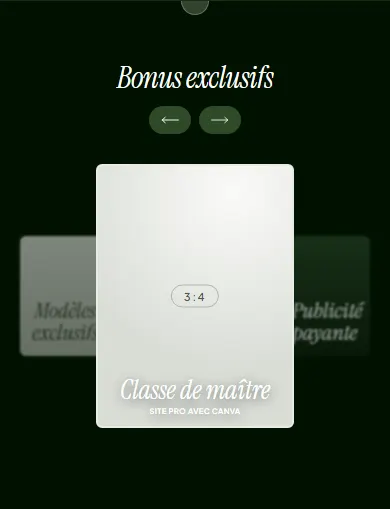 Bonus exclusifs
3:4
Modèles
exclusifs
Publicité
payante
Classe de maître
SITE PRO AVEC CANVA